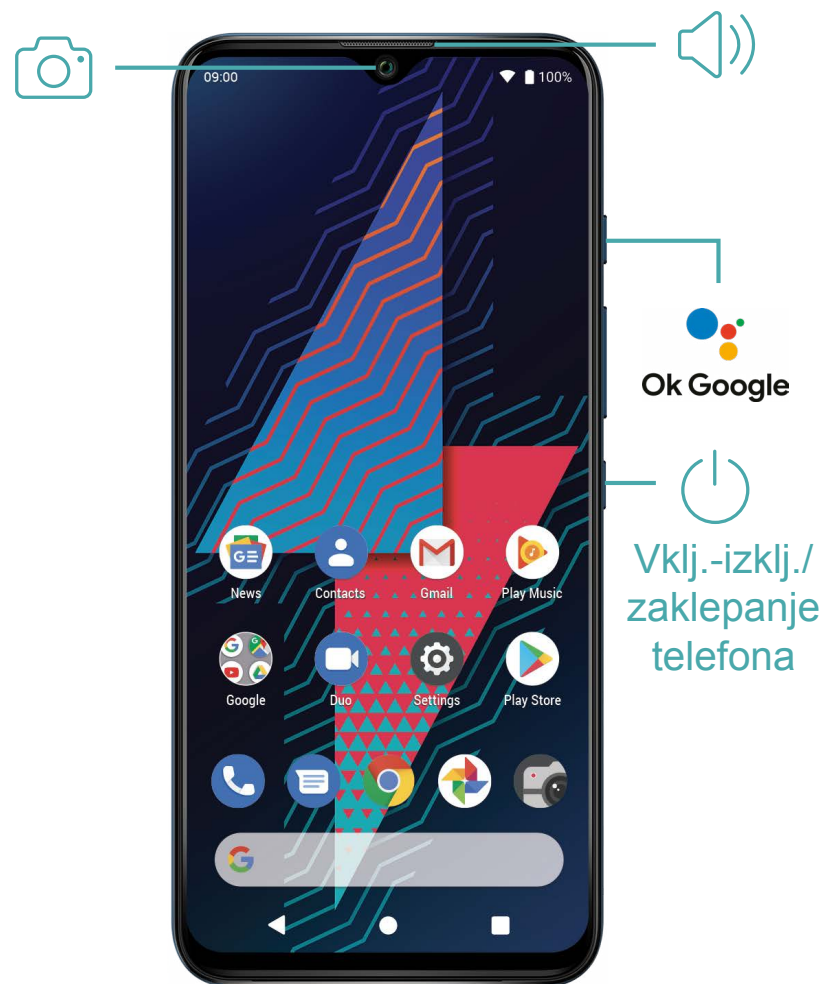 09:00
100%
Ok Google
Vklj.-izklj./
zaklepanje
telefona
News
Contacts
Gmail
Play Music
Google
Duo
Settings
Play Store